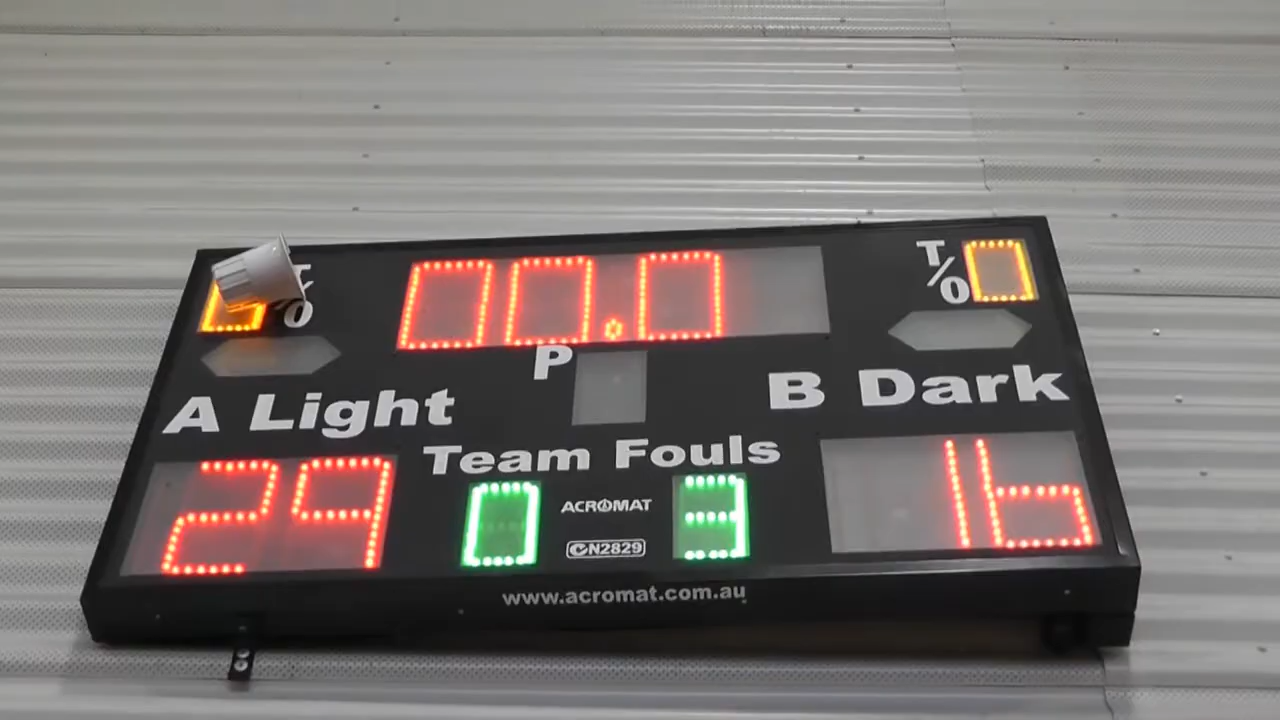 T/O 00.0 T/O 0
P
A Light B Dark
Team Fouls
29 0 ACROMAT 3 16
N2829
www.acromat.com.au